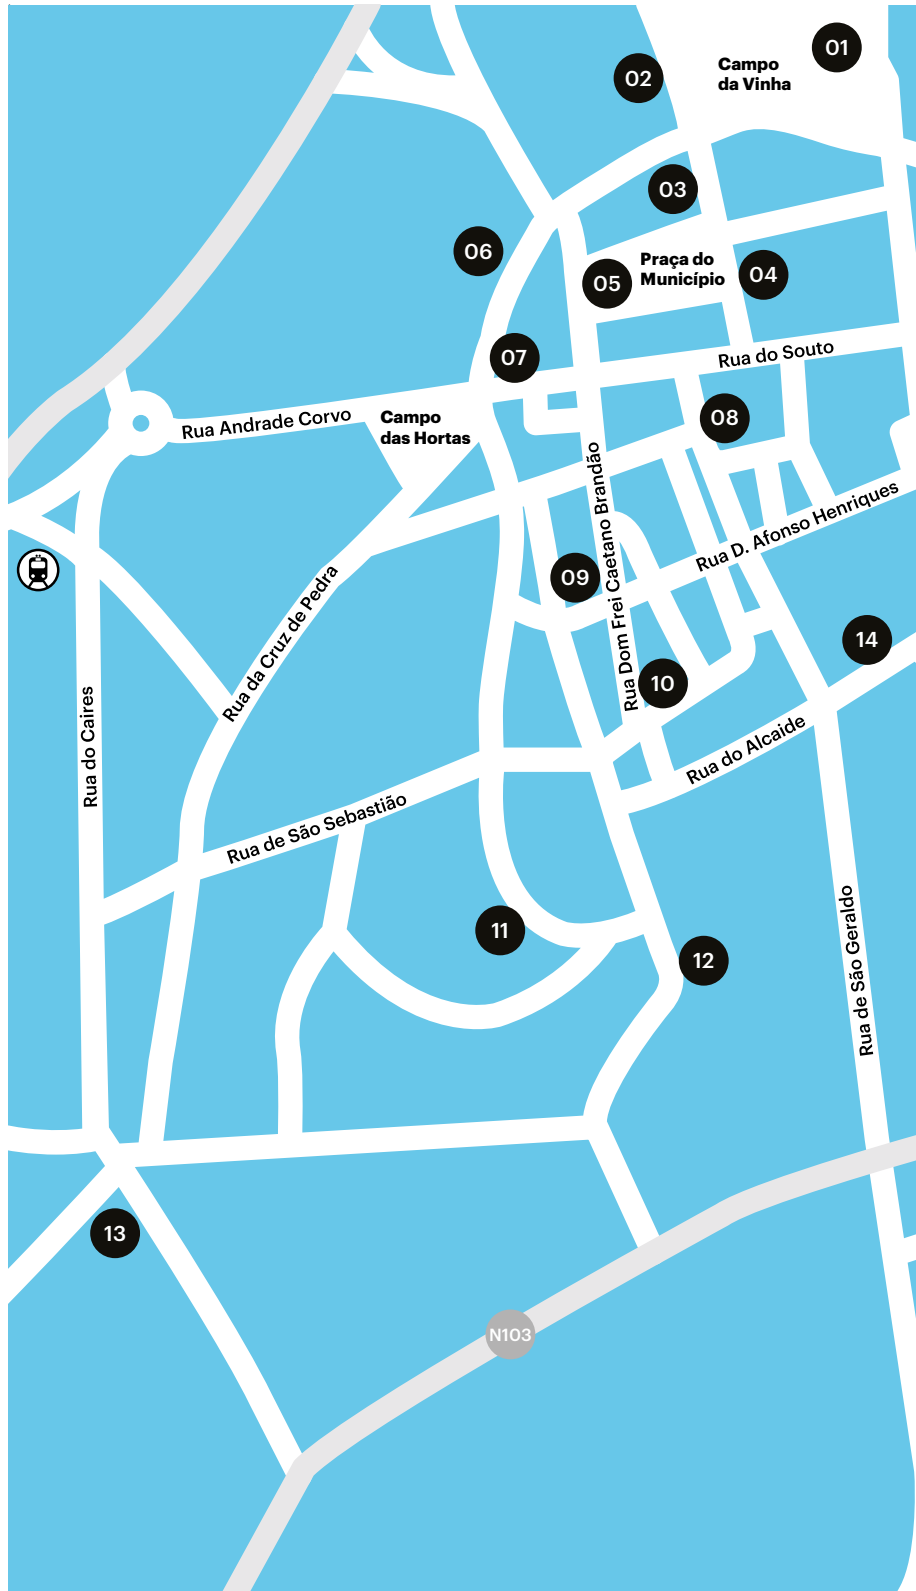 01
02
Campo
da Vinha
03
06
Praça do
Município
04
05
07
Rua do Souto
Rua Andrade Corvo
Campo
das Hortas
08
Rua Dom Frei Caetano Brandão
Rua D. Afonso Henriques
09
Rua da Cruz de Pedra
14
10
Rua do Caires
Rua do Alcaide
Rua de São Sebastião
11
12
Rua de São Geraldo
13
N103